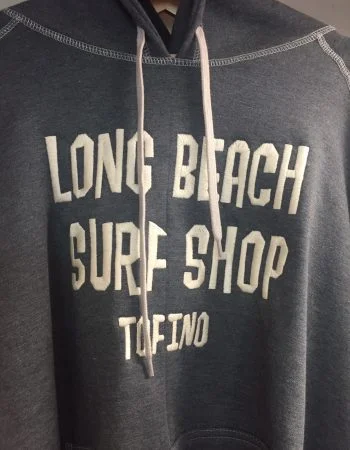 LONG BEACH
SURF SHOP
TOFINO